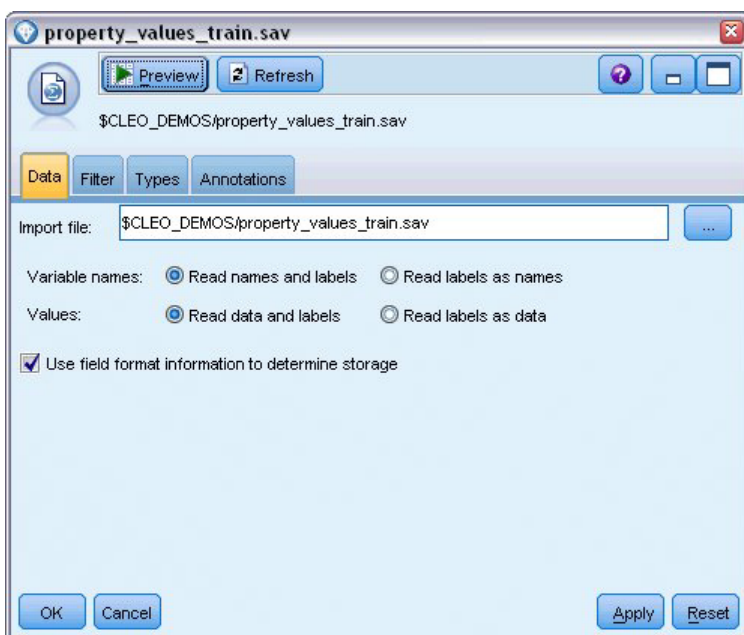 property_values_train.sav
Preview Refresh
$CLEO_DEMOS/property_values_train.sav
Data Filter Types Annotations
Import file: $CLEO_DEMOS/property_values_train.sav ...
Variable names: Read names and labels Read labels as names
Values: Read data and labels Read labels as data
Use field format information to determine storage
OK Cancel Apply Reset